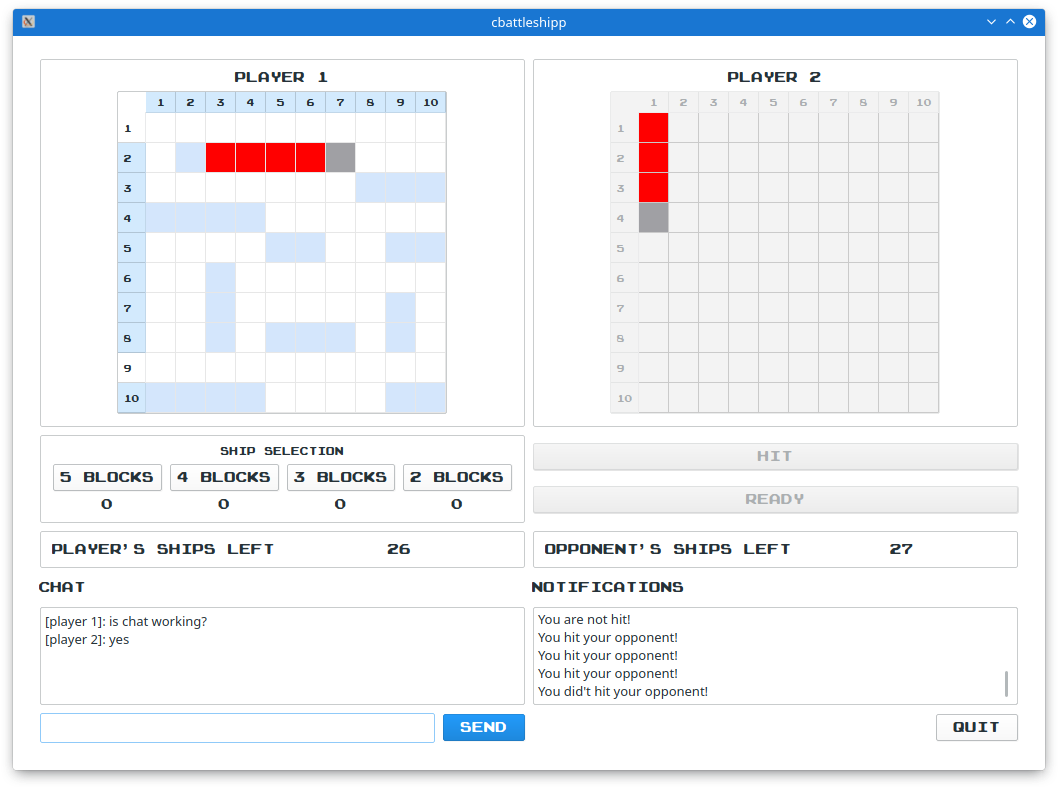 cbattleshipp
PLAYER 1
1 2 3 4 5 6 7 8 9 10
1
2
3
4
5
6
7
8
9
10
PLAYER 2
1 2 3 4 5 6 7 8 9 10
1
2
3
4
5
6
7
8
9
10
SHIP SELECTION
5 BLOCKS 4 BLOCKS 3 BLOCKS 2 BLOCKS
0 0 0 0
HIT
READY
PLAYER'S SHIPS LEFT 26
OPPONENT'S SHIPS LEFT 27
CHAT
[player 1]: is chat working?
[player 2]: yes
SEND
NOTIFICATIONS
You are not hit!
You hit your opponent!
You hit your opponent!
You hit your opponent!
You did't hit your opponent!
QUIT